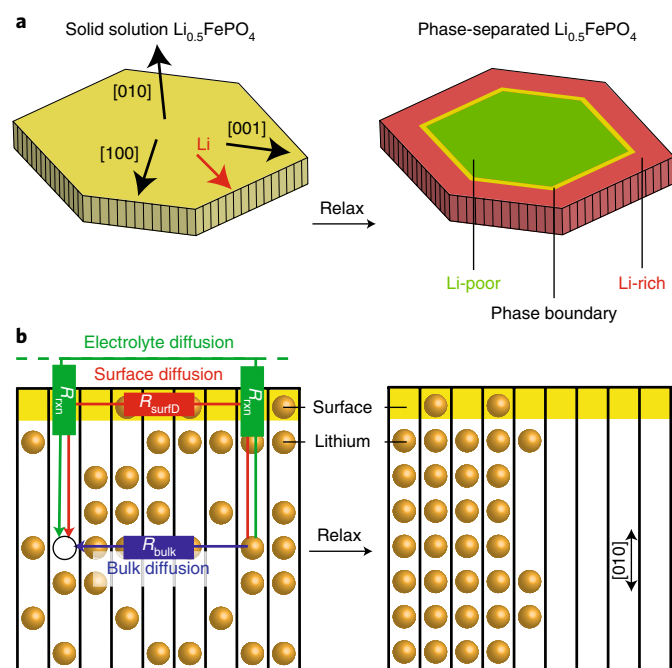 a
Solid solution Li0.5FePO4
Phase-separated Li0.5FePO4
[010]
[001]
[100]
Li
Relax
Li-poor
Li-rich
Phase boundary
b
Electrolyte diffusion
Surface diffusion
Rrxn
RsurfD
Rrxn
Surface
Lithium
Rbulk
Bulk diffusion
Relax
[010]